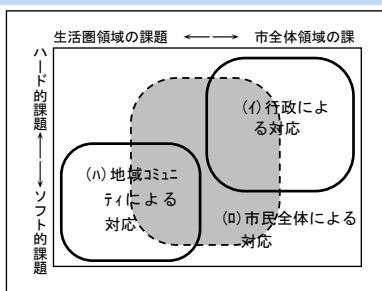 生活圏領域の課題 ←→ 市全体領域の課
ハード的課題←→ソフト的課題
(イ)行政によ
る対応
(ハ)地域コミュニ
ティによる
対応
(ロ)市民全体による
対応